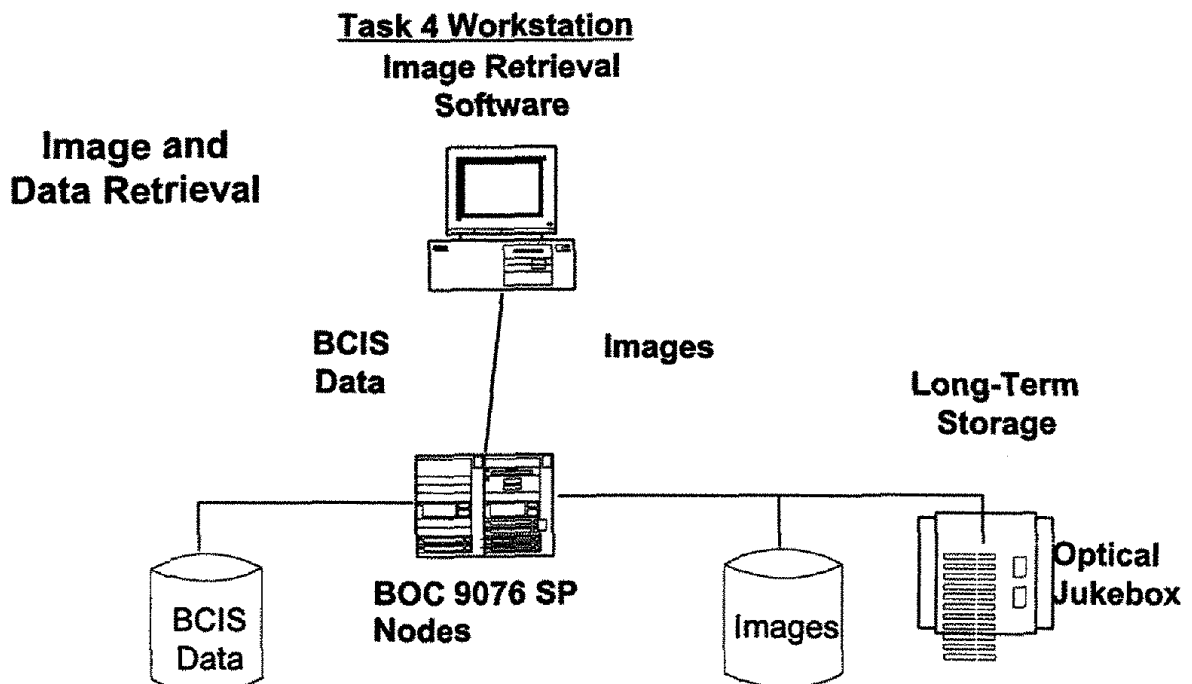 Task 4 Workstation
Image Retrieval
Software
Image and
Data Retrieval
BCIS
Data
Images
Long-Term
Storage
BOC 9076 SP
Nodes
BCIS
Data
Images
Optical
Jukebox